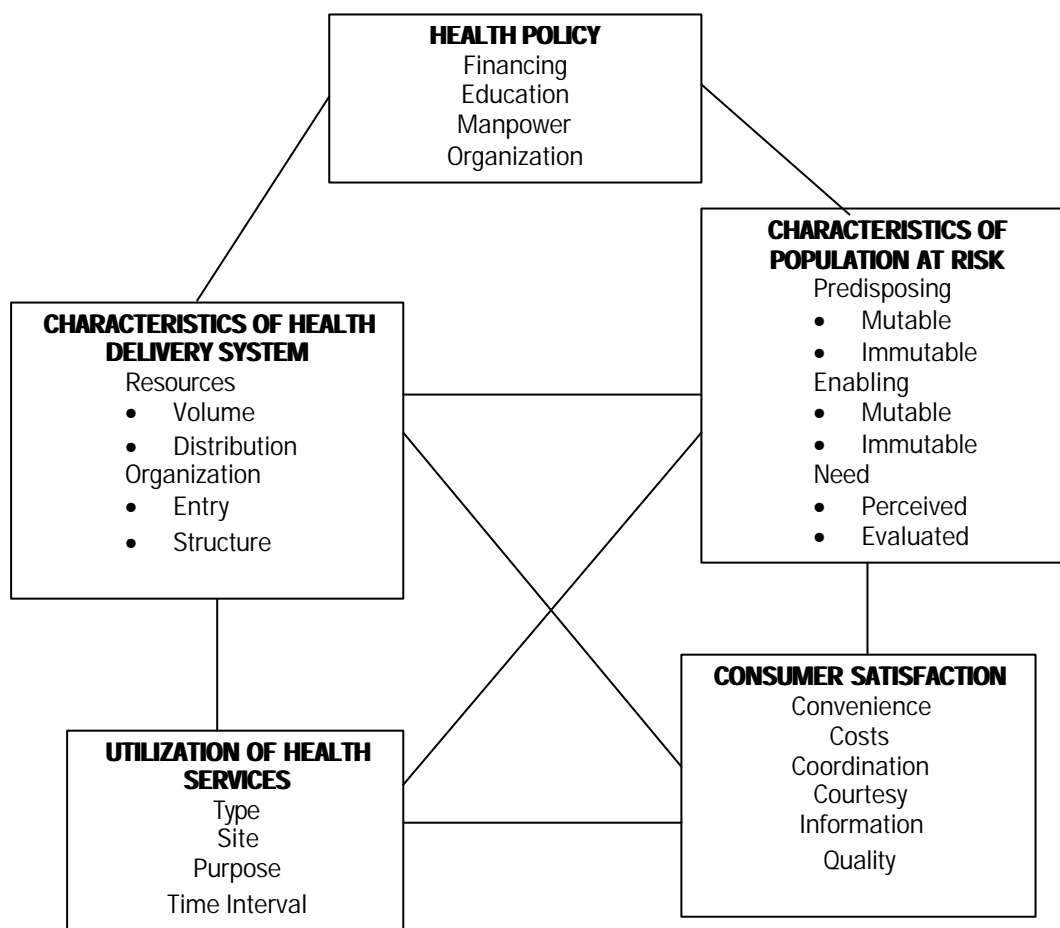 HEALTH POLICY
Financing
Education
Manpower
Organization
CHARACTERISTICS OF
POPULATION AT RISK
Predisposing
• Mutable
• Immutable
Enabling
• Mutable
• Immutable
Need
• Perceived
• Evaluated
CHARACTERISTICS OF HEALTH
DELIVERY SYSTEM
Resources
• Volume
• Distribution
Organization
• Entry
• Structure
CONSUMER SATISFACTION
Convenience
Costs
Coordination
Courtesy
Information
Quality
UTILIZATION OF HEALTH
SERVICES
Type
Site
Purpose
Time Interval